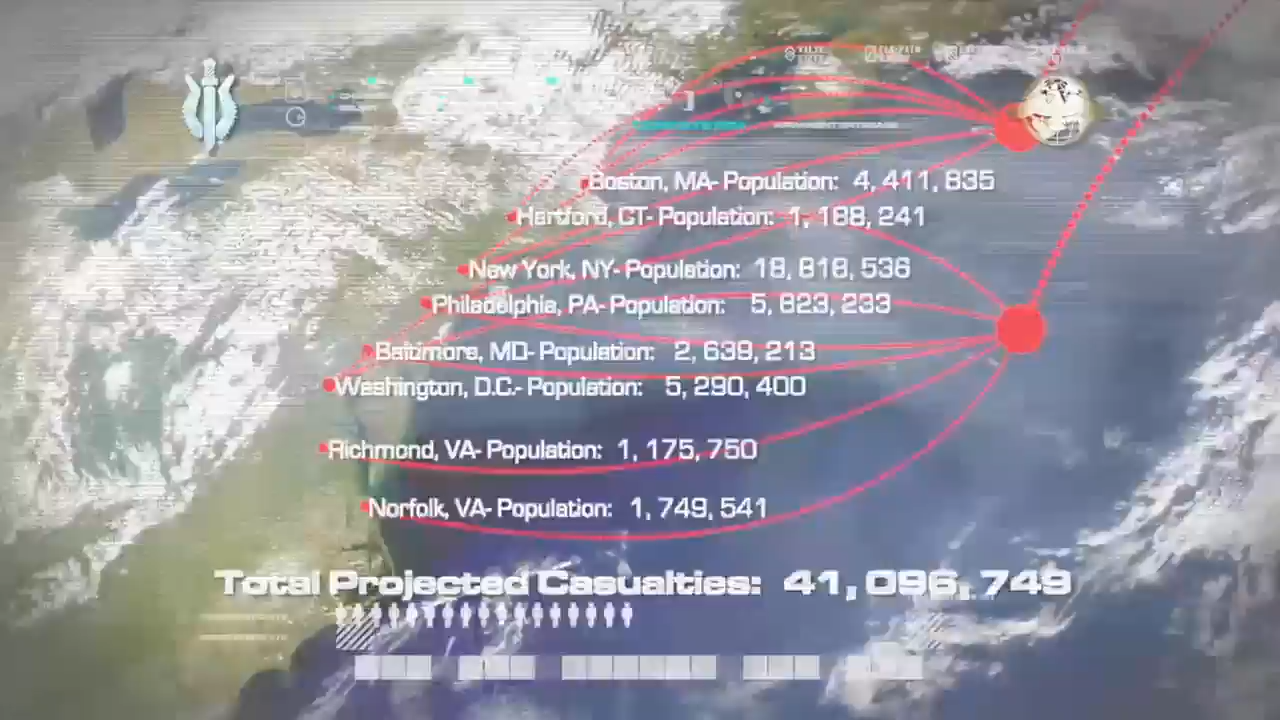 Boston, MA- Population: 4, 411, 835
Hartford, CT- Population: 1, 188, 241
New York, NY- Population: 18, 818, 536
Philadelphia, PA- Population: 5, 823, 233
Baltimore, MD- Population: 2, 639, 213
Washington, D.C.- Population: 5, 290, 400
Richmond, VA- Population: 1, 175, 750
Norfolk, VA- Population: 1, 749, 541
Total Projected Casualties: 41, 096, 749